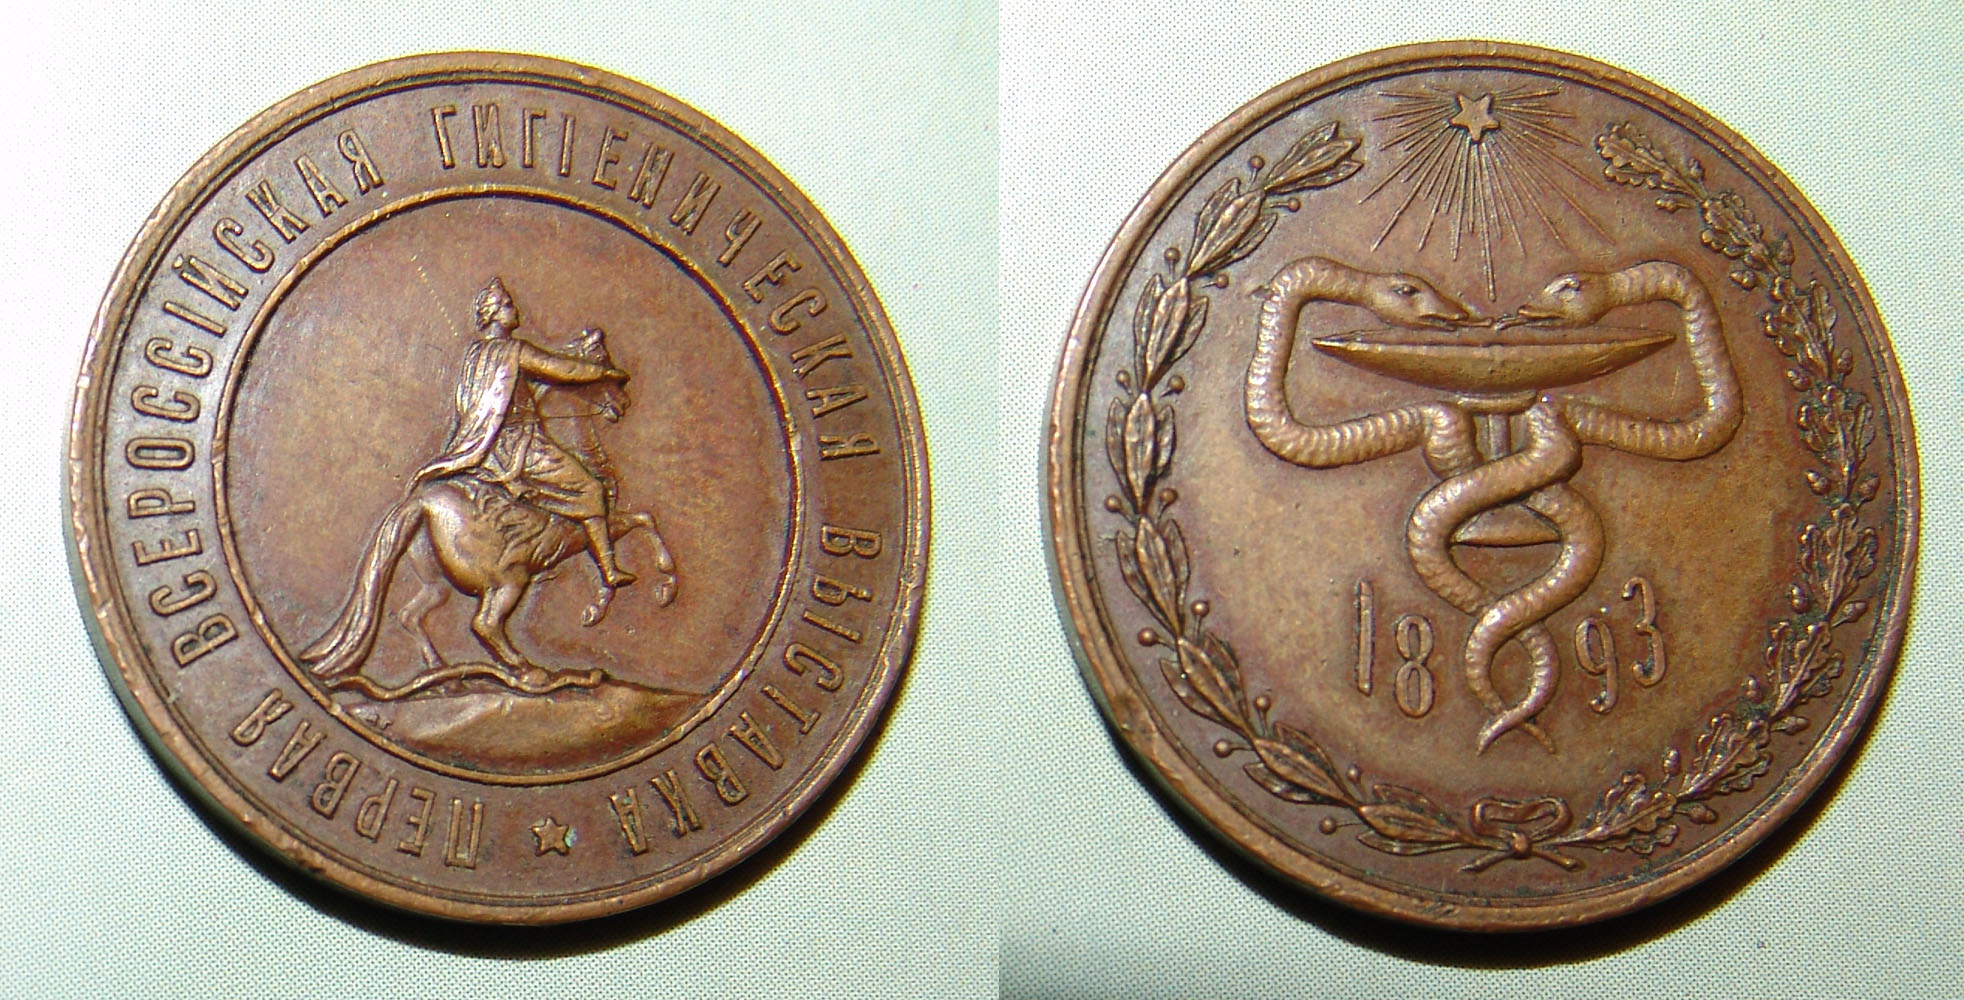 ПЕРВАЯ ВСЕРОССІЙСКАЯ ГИГІЕНИЧЕСКАЯ ВЫСТАВКА
1893